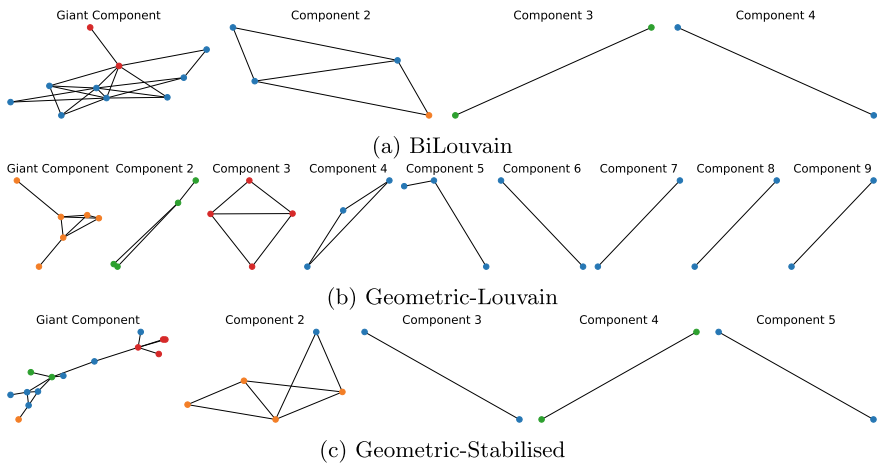 Giant Component Component 2 Component 3 Component 4
(a) BiLouvain
Giant Component Component 2 Component 3 Component 4 Component 5 Component 6 Component 7 Component 8 Component 9
(b) Geometric-Louvain
Giant Component Component 2 Component 3 Component 4 Component 5
(c) Geometric-Stabilised